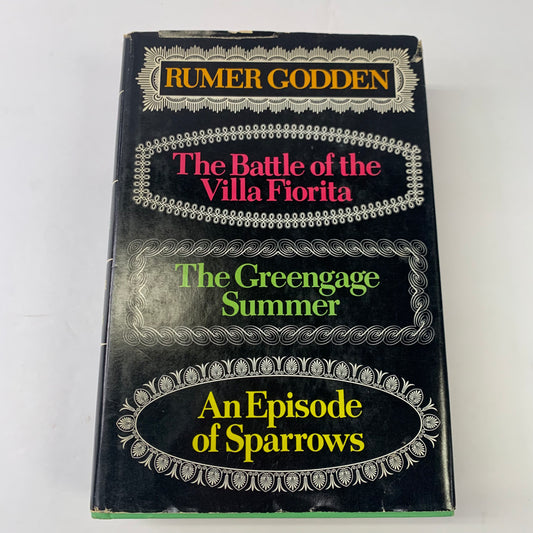 RUMER GODDEN
The Battle of the
Villa Fiorita
The Greengage
Summer
An Episode
of Sparrows